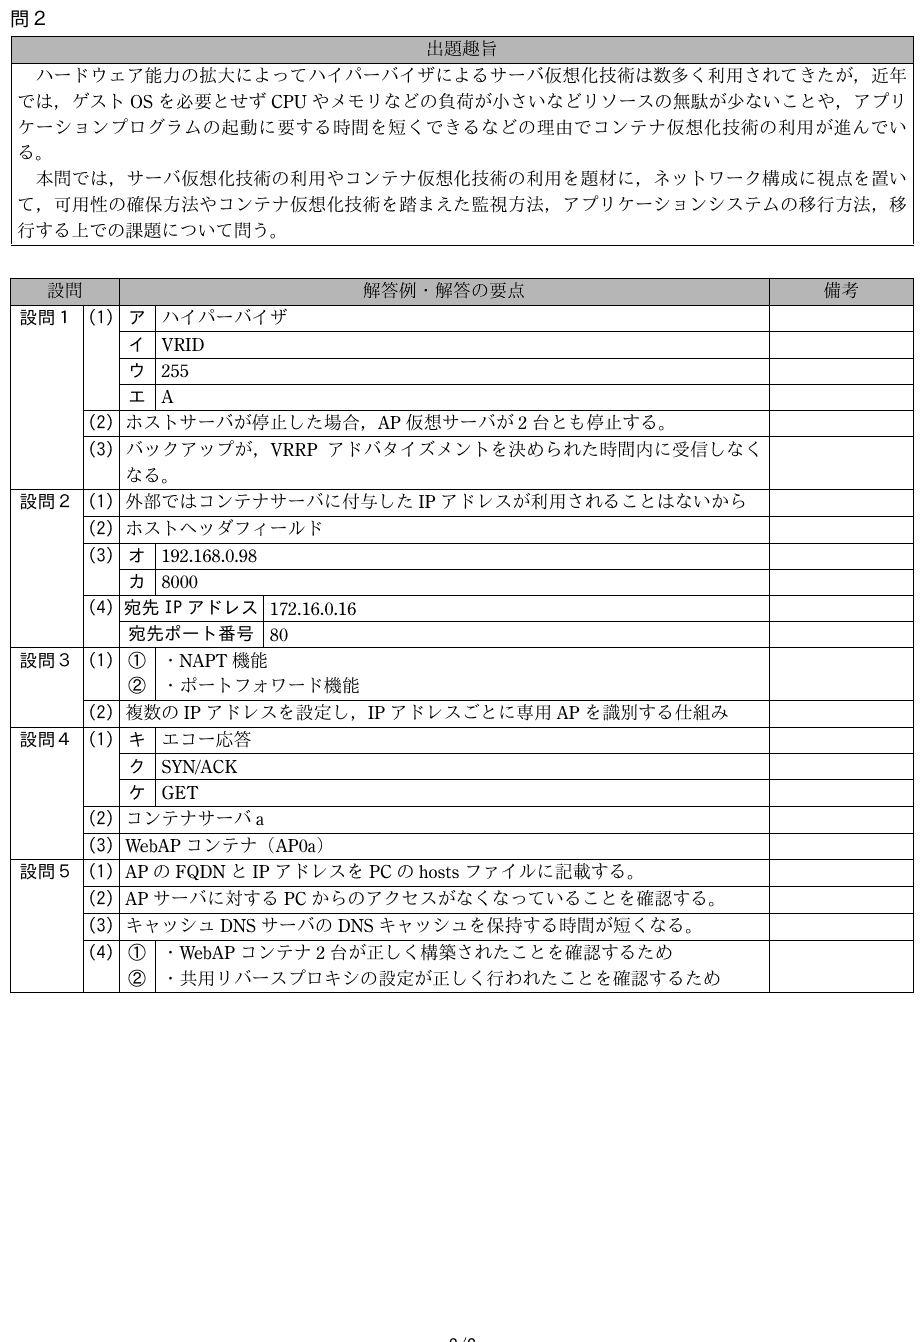 問2
出題趣旨
ハードウェア能力の拡大によってハイパーバイザによるサーバ仮想化技術は数多く利用されてきたが，近年
では，ゲスト OS を必要とせず CPU やメモリなどの負荷が小さいなどリソースの無駄が少ないことや，アプリ
ケーションプログラムの起動に要する時間を短くできるなどの理由でコンテナ仮想化技術の利用が進んでい
る。
本問では，サーバ仮想化技術の利用やコンテナ仮想化技術の利用を題材に，ネットワーク構成に視点を置い
て，可用性の確保方法やコンテナ仮想化技術を踏まえた監視方法，アプリケーションシステムの移行方法，移
行する上での課題について問う。
設問 解答例・解答の要点 備考
設問1 (1) ア ハイパーバイザ
イ VRID
ウ 255
エ A
(2) ホストサーバが停止した場合，AP 仮想サーバが 2 台とも停止する。
(3) バックアップが，VRRP アドバタイズメントを決められた時間内に受信しなく
なる。
設問2 (1) 外部ではコンテナサーバに付与した IP アドレスが利用されることはないから
(2) ホストヘッダフィールド
(3) オ 192.168.0.98
カ 8000
(4) 宛先 IP アドレス 172.16.0.16
宛先ポート番号 80
設問3 (1) ① ・NAPT 機能
② ・ポートフォワード機能
(2) 複数の IP アドレスを設定し，IP アドレスごとに専用 AP を識別する仕組み
設問4 (1) キ エコー応答
ク SYN/ACK
ケ GET
(2) コンテナサーバ a
(3) WebAP コンテナ（AP0a）
設問5 (1) AP の FQDN と IP アドレスを PC の hosts ファイルに記載する。
(2) AP サーバに対する PC からのアクセスがなくなっていることを確認する。
(3) キャッシュ DNS サーバの DNS キャッシュを保持する時間が短くなる。
(4) ① ・WebAP コンテナ 2 台が正しく構築されたことを確認するため
② ・共用リバースプロキシの設定が正しく行われたことを確認するため